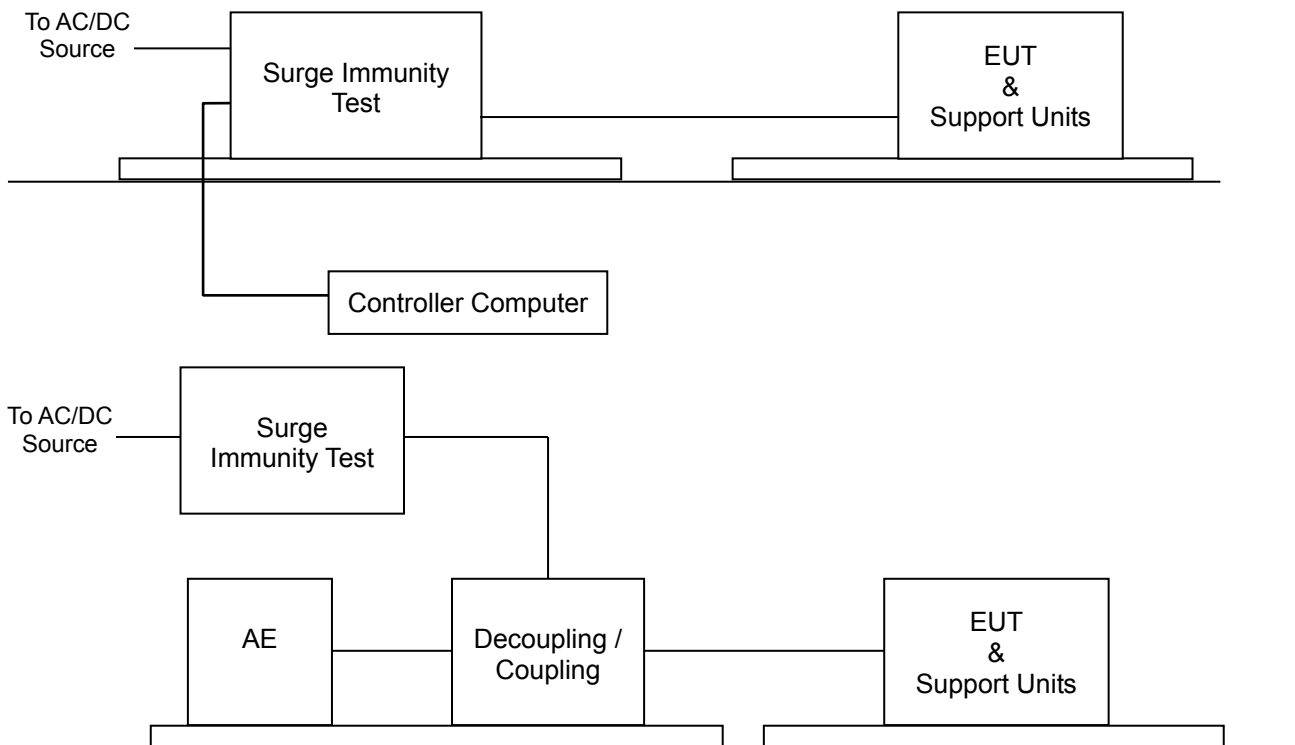 To AC/DC
Source
Surge Immunity
Test
EUT
&
Support Units
Controller Computer
To AC/DC
Source
Surge
Immunity Test
AE
Decoupling /
Coupling
EUT
&
Support Units